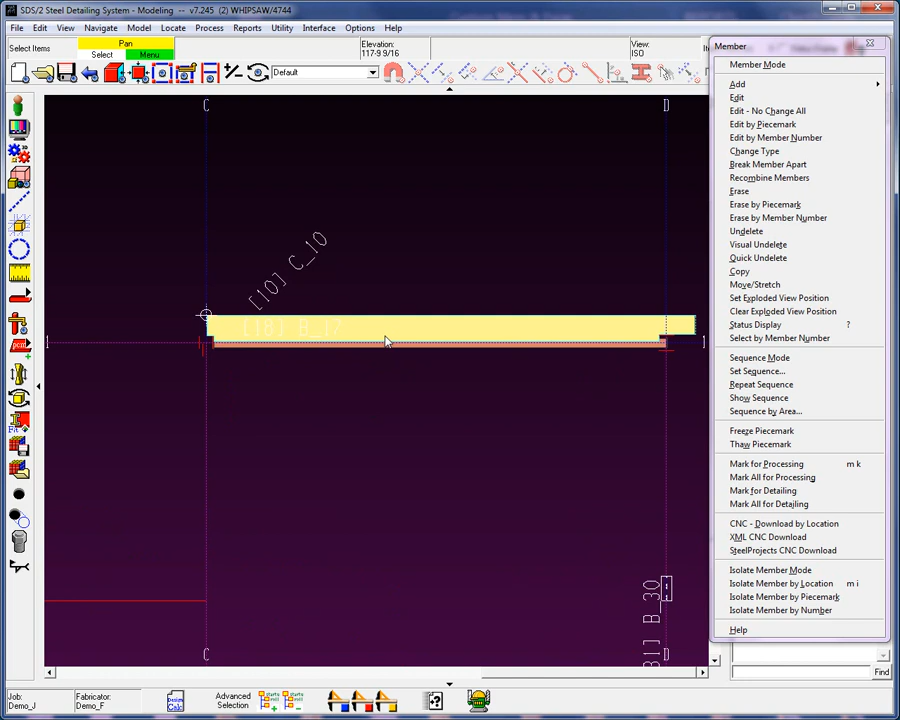 SDS/2 Steel Detailing System - Modeling -- v7.245 (2) WHIPSAW/4744
File Edit View Navigate Model Locate Process Reports Utility Interface Options Help
Select Items
Pan
Select
Menu
Elevation:
117-9 9/16
View:
ISO
Default
Member
Member Mode
Add
Edit
Edit - No Change All
Edit by Piecemark
Edit by Member Number
Change Type
Break Member Apart
Recombine Members
Erase
Erase by Piecemark
Erase by Member Number
Undelete
Visual Undelete
Quick Undelete
Copy
Move/Stretch
Set Exploded View Position
Clear Exploded View Position
Status Display ?
Select by Member Number
Sequence Mode
Set Sequence...
Repeat Sequence
Show Sequence
Sequence by Area...
Freeze Piecemark
Thaw Piecemark
Mark for Processing m k
Mark All for Processing
Mark for Detailing
Mark All for Detailing
CNC - Download by Location
XML CNC Download
SteelProjects CNC Download
Isolate Member Mode
Isolate Member by Location m i
Isolate Member by Piecemark
Isolate Member by Number
Help
C
D
[10] C_10
[18] B_17
1
1
B_30
C
D
Find
Job:
Demo_J
Fabricator:
Demo_F
Design
Calc
Advanced
Selection